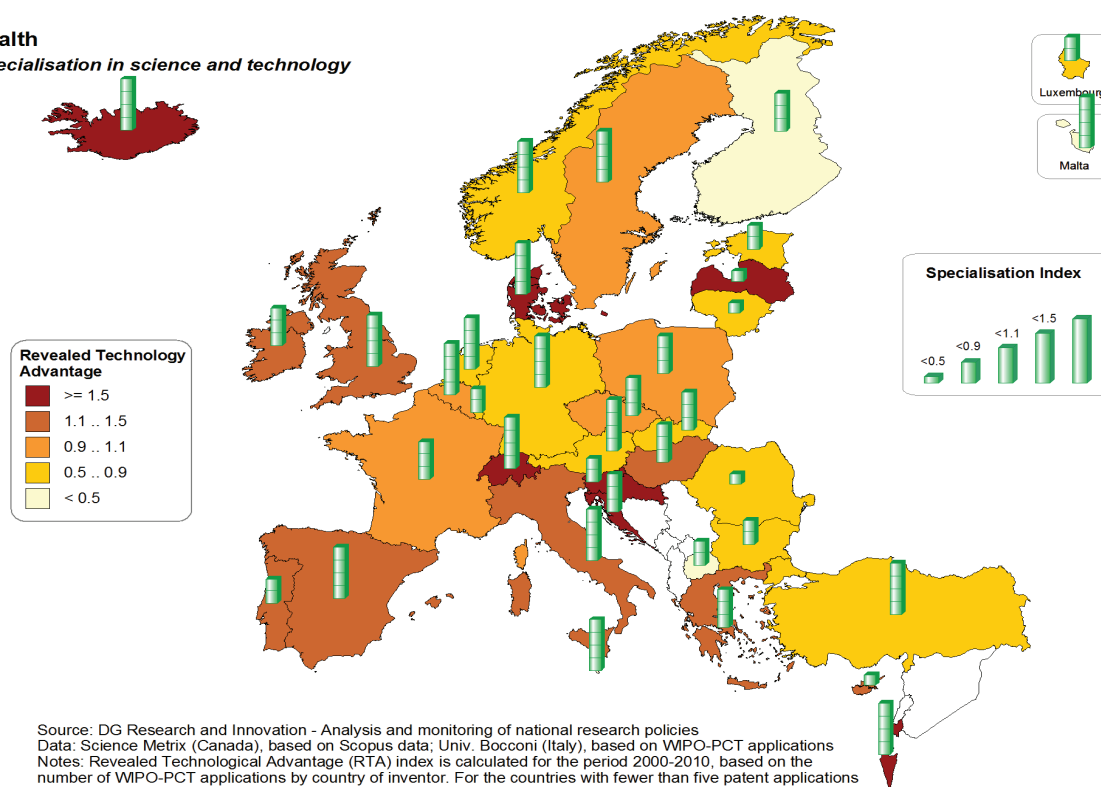 alth
ecialisation in science and technology
Luxembourg
Malta
Specialisation Index
<0.5
<0.9
<1.1
<1.5
Revealed Technology
Advantage
>= 1.5
1.1 .. 1.5
0.9 .. 1.1
0.5 .. 0.9
< 0.5
Source: DG Research and Innovation - Analysis and monitoring of national research policies
Data: Science Metrix (Canada), based on Scopus data; Univ. Bocconi (Italy), based on WIPO-PCT applications
Notes: Revealed Technological Advantage (RTA) index is calculated for the period 2000-2010, based on the
number of WIPO-PCT applications by country of inventor. For the countries with fewer than five patent applications